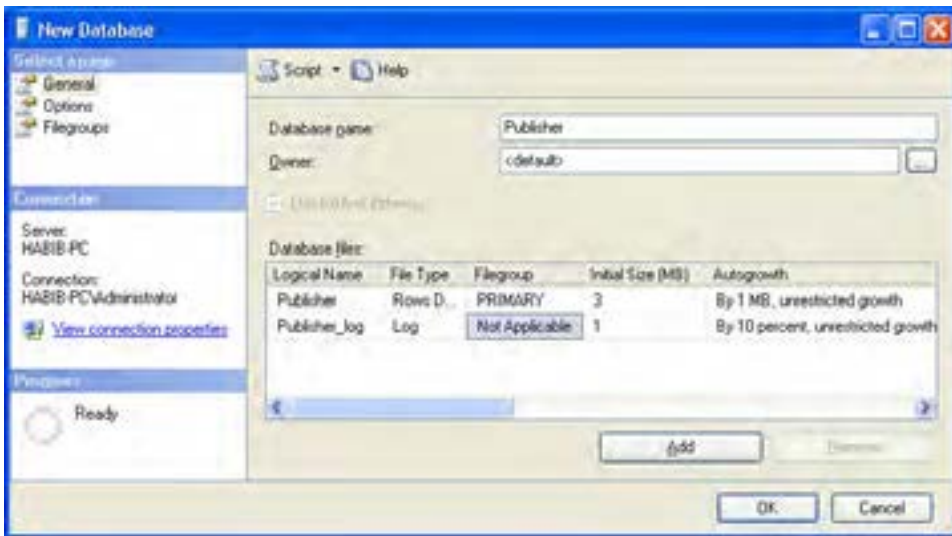 New Database
Select a page
General
Options
Filegroups
Script Help
Database name: Publisher
Owner: <default> ...
Connection
Server:
HABIB-PC
Connection:
HABIB-PC\Administrator
View connection properties
Database files:
Logical Name File Type Filegroup Initial Size (MB) Autogrowth
Publisher Rows D... PRIMARY 3 By 1 MB, unrestricted growth
Publisher_log Log Not Applicable 1 By 10 percent, unrestricted growth
Progress
Ready
Add Remove
OK Cancel